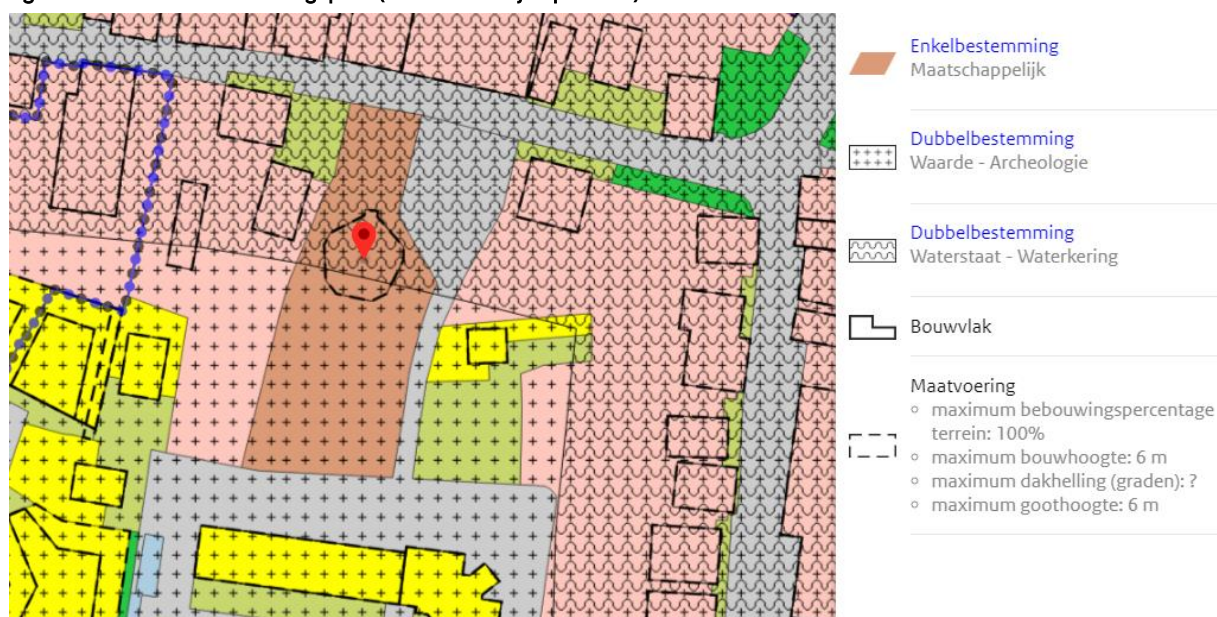 Enkelbestemming
Maatschappelijk
Dubbelbestemming
Waarde - Archeologie
Dubbelbestemming
Waterstaat - Waterkering
Bouwvlak
Maatvoering
maximum bebouwingspercentage
terrein: 100%
maximum bouwhoogte: 6 m
maximum dakhelling (graden): ?
maximum goothoogte: 6 m